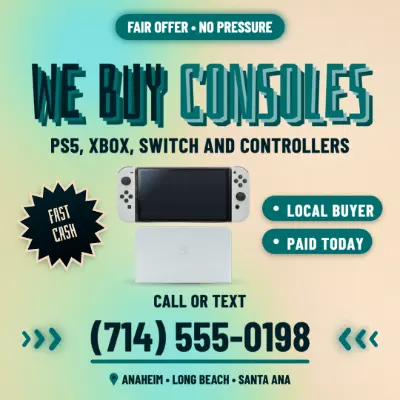 FAIR OFFER • NO PRESSURE
WE BUY CONSOLES
PS5, XBOX, SWITCH AND CONTROLLERS
FAST
CASH
• LOCAL BUYER
• PAID TODAY
CALL OR TEXT
(714) 555-0198
ANAHEIM • LONG BEACH • SANTA ANA